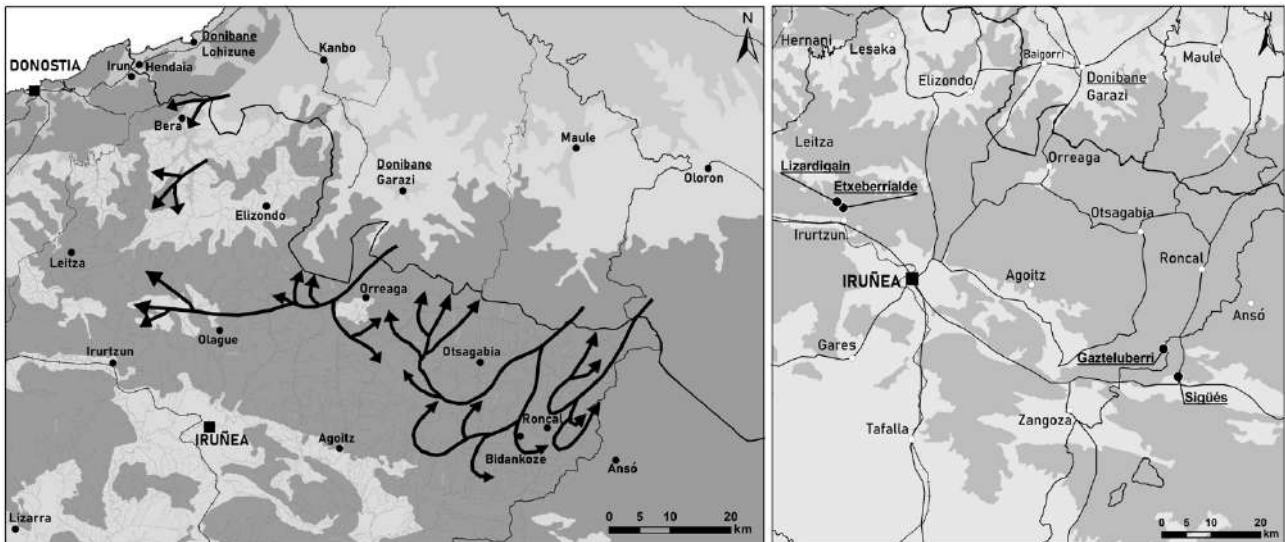 N
Donibane
Lohizune
Kanbo
DONOSTIA
Irun
Hendaia
Bera
Maule
Oloron
Donibane
Garazi
Elizondo
Leitza
Orreaga
Olague
Irurtzun
Otsagabia
IRUÑEA
Agoitz
Roncal
Bidankoze
Ansó
Lizarra
0 5 10 20
km
N
Hernani
Lesaka
Baigorri
Maule
Elizondo
Donibane
Garazi
Leitza
Lizardigain
Orreaga
Etxeberrialde
Otsagabia
Irurtzun
Roncal
IRUÑEA
Agoitz
Ansó
Gares
Gazteluberri
Sigüés
Zangoza
Tafalla
0 5 10 20
km